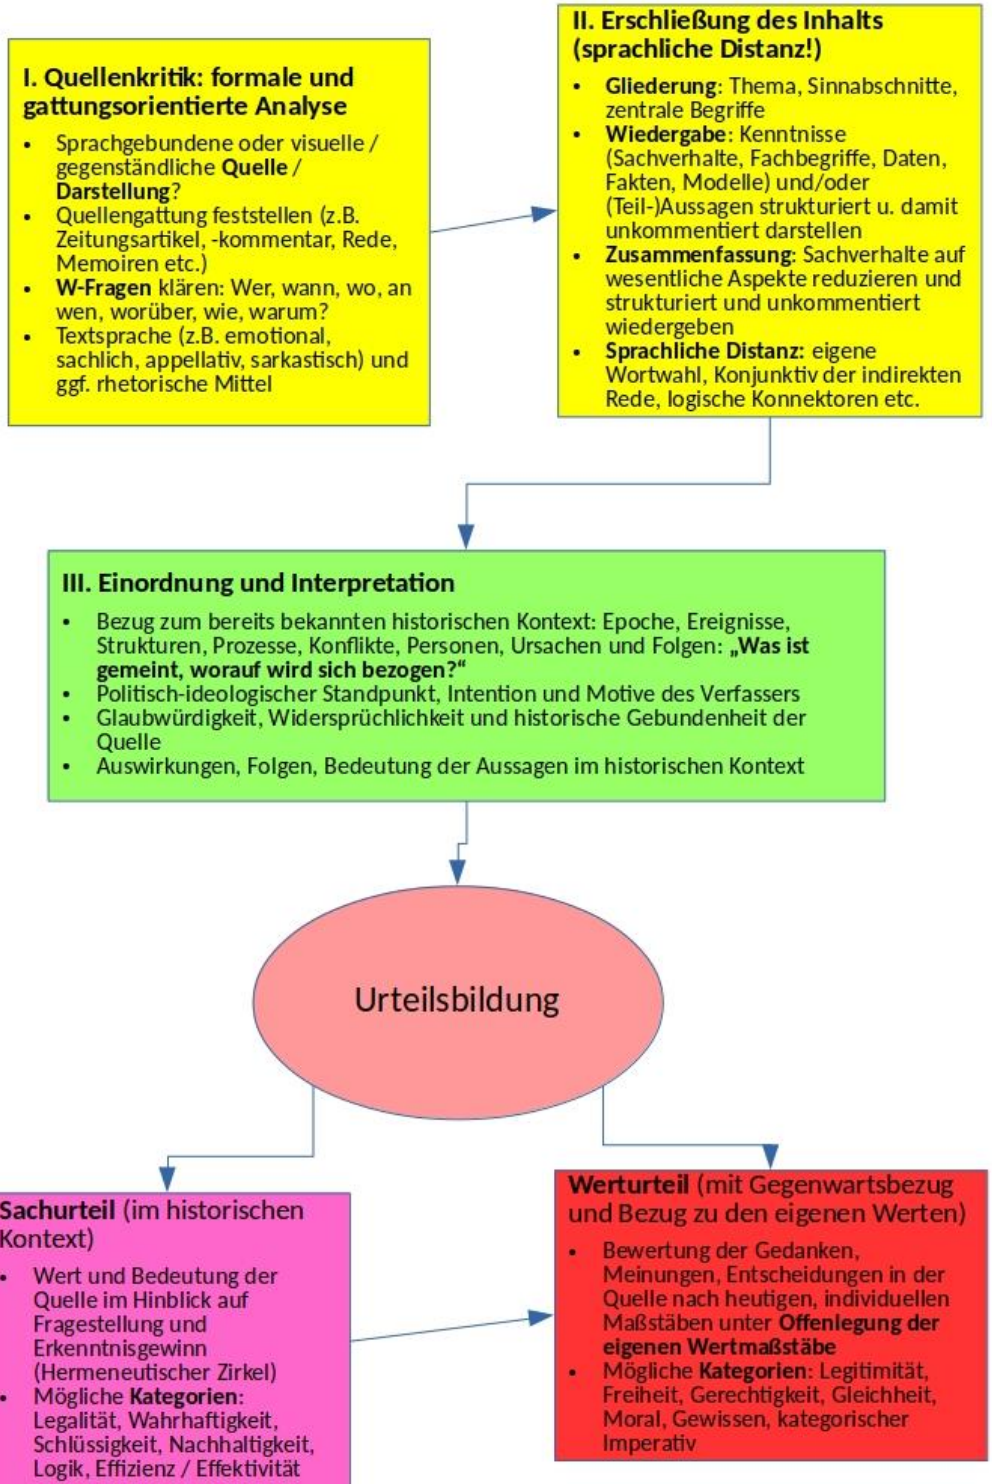 I. Quellenkritik: formale und
gattungsorientierte Analyse
• Sprachgebundene oder visuelle /
gegenständliche Quelle /
Darstellung?
• Quellengattung feststellen (z.B.
Zeitungsartikel, -kommentar, Rede,
Memoiren etc.)
• W-Fragen klären: Wer, wann, wo, an
wen, worüber, wie, warum?
• Textsprache (z.B. emotional,
sachlich, appellativ, sarkastisch) und
ggf. rhetorische Mittel
II. Erschließung des Inhalts
(sprachliche Distanz!)
• Gliederung: Thema, Sinnabschnitte,
zentrale Begriffe
• Wiedergabe: Kenntnisse
(Sachverhalte, Fachbegriffe, Daten,
Fakten, Modelle) und/oder
(Teil-)Aussagen strukturiert u. damit
unkommentiert darstellen
• Zusammenfassung: Sachverhalte auf
wesentliche Aspekte reduzieren und
strukturiert und unkommentiert
wiedergeben
• Sprachliche Distanz: eigene
Wortwahl, Konjunktiv der indirekten
Rede, logische Konnektoren etc.
III. Einordnung und Interpretation
• Bezug zum bereits bekannten historischen Kontext: Epoche, Ereignisse,
Strukturen, Prozesse, Konflikte, Personen, Ursachen und Folgen: „Was ist
gemeint, worauf wird sich bezogen?“
• Politisch-ideologischer Standpunkt, Intention und Motive des Verfassers
• Glaubwürdigkeit, Widersprüchlichkeit und historische Gebundenheit der
Quelle
• Auswirkungen, Folgen, Bedeutung der Aussagen im historischen Kontext
Urteilsbildung
Sachurteil (im historischen
Kontext)
• Wert und Bedeutung der
Quelle im Hinblick auf
Fragestellung und
Erkenntnisgewinn
(Hermeneutischer Zirkel)
• Mögliche Kategorien:
Legalität, Wahrhaftigkeit,
Schlüssigkeit, Nachhaltigkeit,
Logik, Effizienz / Effektivität
Werturteil (mit Gegenwartsbezug
und Bezug zu den eigenen Werten)
• Bewertung der Gedanken,
Meinungen, Entscheidungen in der
Quelle nach heutigen, individuellen
Maßstäben unter Offenlegung der
eigenen Wertmaßstäbe
• Mögliche Kategorien: Legitimität,
Freiheit, Gerechtigkeit, Gleichheit,
Moral, Gewissen, kategorischer
Imperativ